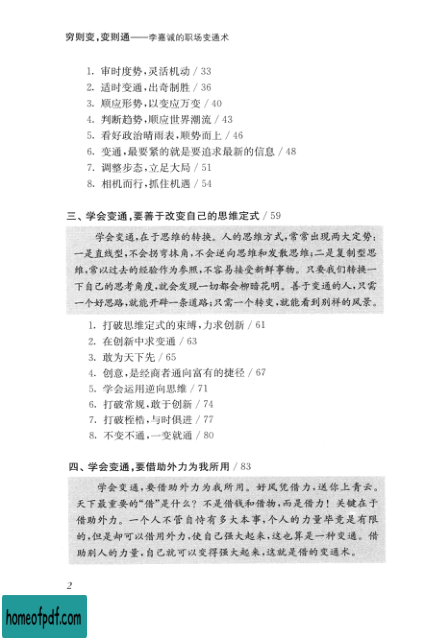 穷则变,变则通——李嘉诚的职场变通术
1. 审时度势,灵活机动 / 33
2. 适时变通,出奇制胜 / 36
3. 顺应形势,以变应万变 / 40
4. 判断趋势,顺应世界潮流 / 43
5. 看好政治晴雨表,顺势而上 / 46
6. 变通,最要紧的就是要追求最新的信息 / 48
7. 调整步态,立足大局 / 51
8. 相机而行,抓住机遇 / 54
三、学会变通,要善于改变自己的思维定式 / 59
学会变通,在于思维的转换。人的思维方式,常常出现两大定势:
一是直线型,不会拐弯抹角,不会逆向思维和发散思维;二是复制型思
维,常以过去的经验作为参照,不容易接受新鲜事物。只要我们转换一
下自己的思考角度,就会发现一切都会柳暗花明。善于变通的人,只需
一个好思路,就能开辟一条道路;只需一个转变,就能看到别样的风景。
1. 打破思维定式的束缚,力求创新 / 61
2. 在创新中求变通 / 63
3. 敢为天下先 / 65
4. 创意,是经商者通向富有的捷径 / 67
5. 学会运用逆向思维 / 71
6. 打破常规,敢于创新 / 74
7. 打破桎梏,与时俱进 / 77
8. 不变不通,一变就通 / 80
四、学会变通,要借助外力为我所用 / 83
学会变通,要借助外力为我所用。好风凭借力,送你上青云。
天下最重要的“借”是什么?不是借钱和借物,而是借力!关键在于
借助外力。一个人不管自恃有多大本事,个人的力量毕竟是有限
的,但是却可以借用外力,使自己强大起来,这也算是一种变通。借
助别人的力量,自己就可以变得强大起来,这就是借的变通术。
2
homeofpdf.com